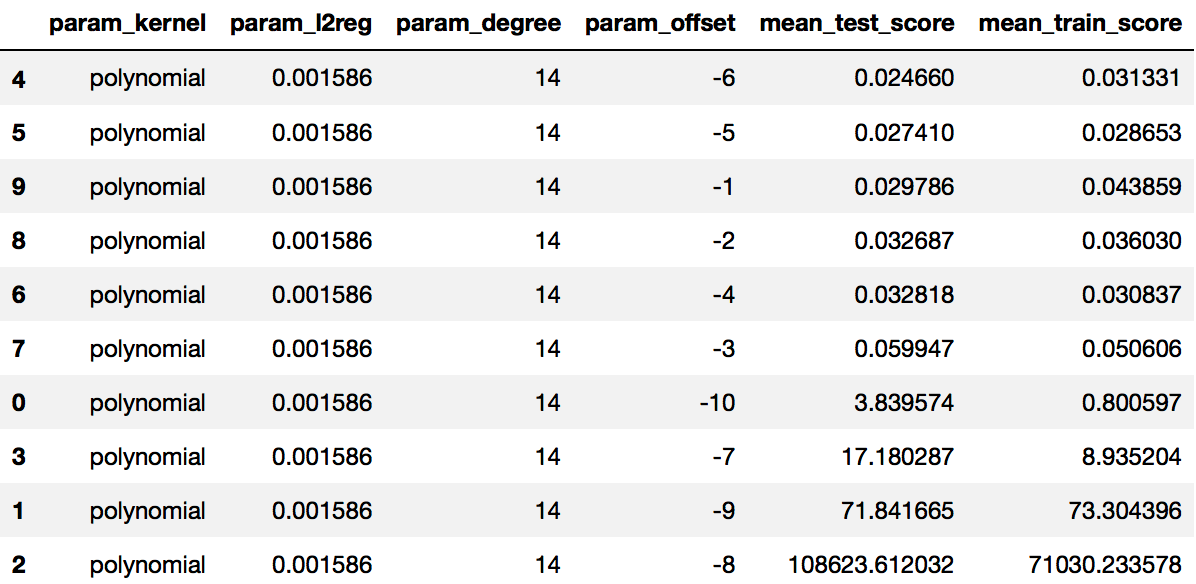 param_kernel param_l2reg param_degree param_offset mean_test_score mean_train_score
4 polynomial 0.001586 14 -6 0.024660 0.031331
5 polynomial 0.001586 14 -5 0.027410 0.028653
9 polynomial 0.001586 14 -1 0.029786 0.043859
8 polynomial 0.001586 14 -2 0.032687 0.036030
6 polynomial 0.001586 14 -4 0.032818 0.030837
7 polynomial 0.001586 14 -3 0.059947 0.050606
0 polynomial 0.001586 14 -10 3.839574 0.800597
3 polynomial 0.001586 14 -7 17.180287 8.935204
1 polynomial 0.001586 14 -9 71.841665 73.304396
2 polynomial 0.001586 14 -8 108623.612032 71030.233578